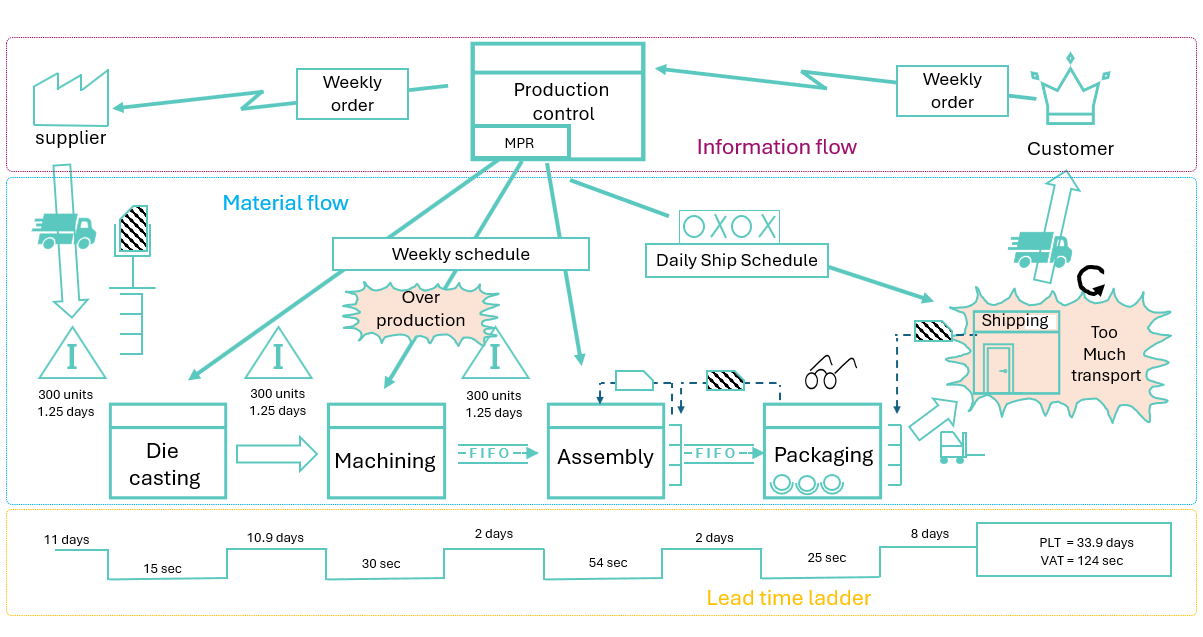 Weekly
order
Production
control
MPR
Weekly
order
supplier
Information flow
Customer
Material flow
Weekly schedule
OXOX
Daily Ship Schedule
Over
production
Shipping
Too
Much
transport
I
300 units
1.25 days
I
300 units
1.25 days
I
300 units
1.25 days
Die
casting
Machining
FIFO
Assembly
FIFO
Packaging
11 days
15 sec
10.9 days
30 sec
2 days
54 sec
2 days
25 sec
8 days
PLT = 33.9 days
VAT = 124 sec
Lead time ladder